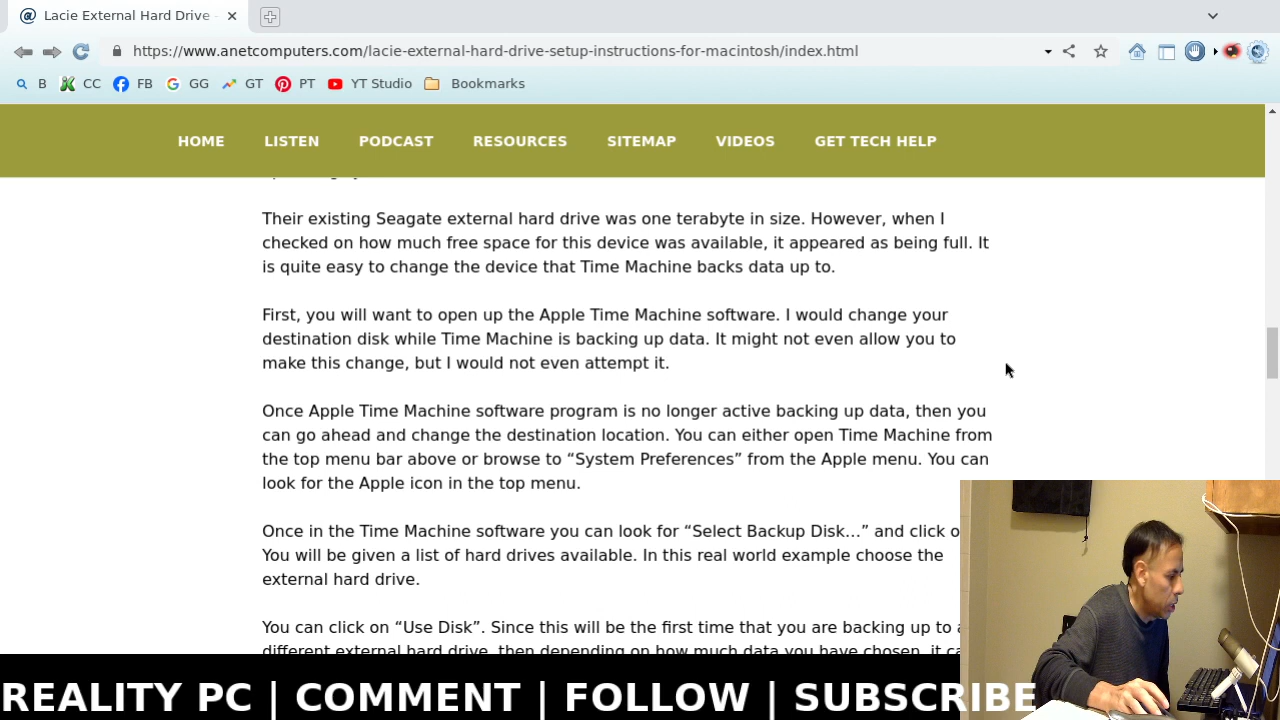 Lacie External Hard Drive -
https://www.anetcomputers.com/lacie-external-hard-drive-setup-instructions-for-macintosh/index.html
B CC FB GG GT PT YT Studio Bookmarks
HOME LISTEN PODCAST RESOURCES SITEMAP VIDEOS GET TECH HELP
Their existing Seagate external hard drive was one terabyte in size. However, when I
checked on how much free space for this device was available, it appeared as being full. It
is quite easy to change the device that Time Machine backs data up to.
First, you will want to open up the Apple Time Machine software. I would change your
destination disk while Time Machine is backing up data. It might not even allow you to
make this change, but I would not even attempt it.
Once Apple Time Machine software program is no longer active backing up data, then you
can go ahead and change the destination location. You can either open Time Machine from
the top menu bar above or browse to “System Preferences” from the Apple menu. You can
look for the Apple icon in the top menu.
Once in the Time Machine software you can look for “Select Backup Disk…” and click
You will be given a list of hard drives available. In this real world example choose the
external hard drive.
You can click on “Use Disk”. Since this will be the first time that you are backing up to
different external hard drive, then depending on how much data you have chosen, it
REALITY PC | COMMENT | FOLLOW | SUBSCRIBE